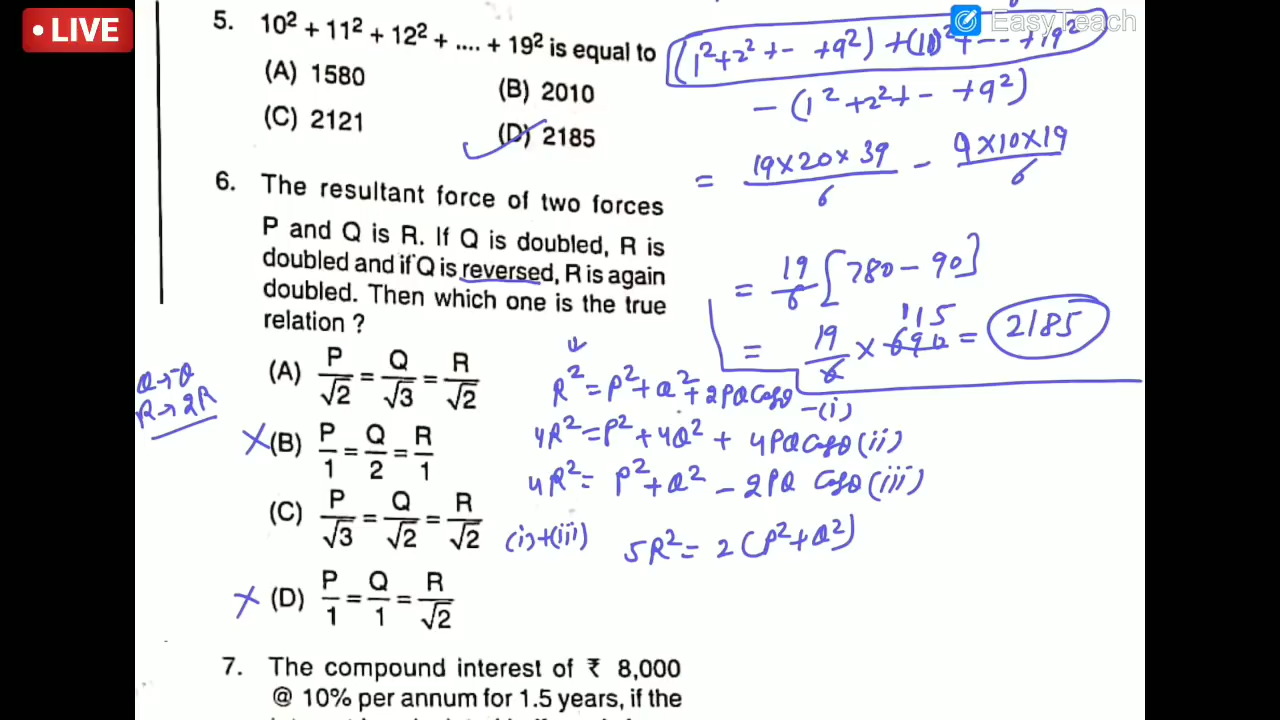 LIVE
EasyTeach
5. 10² + 11² + 12² + .... + 19² is equal to
(A) 1580
(B) 2010
(C) 2121
(D) 2185
(1²+2²+- +9²) + (10)²+--- +19²
- (1²+2²+- +9²)
= 19×20×39/6 - 9×10×19/6
= 19/6 [780-90]
= 19/6 × 690 115 = 2185
6. The resultant force of two forces
P and Q is R. If Q is doubled, R is
doubled and if Q is reversed, R is again
doubled. Then which one is the true
relation ?
(A) P/√2 = Q/√3 = R/√2
(B) P/1 = Q/2 = R/1
(C) P/√3 = Q/√2 = R/√2
(D) P/1 = Q/1 = R/√2
Q→-Q
R→2R
R²=P²+Q²+2PQCosθ -(i)
4R²=P²+4Q²+ 4PQCosθ(ii)
4R²= P²+Q²-2PQ Cosθ(iii)
(i)+(iii) 5R²= 2(P²+Q²)
7. The compound interest of ₹ 8,000
@ 10% per annum for 1.5 years, if the